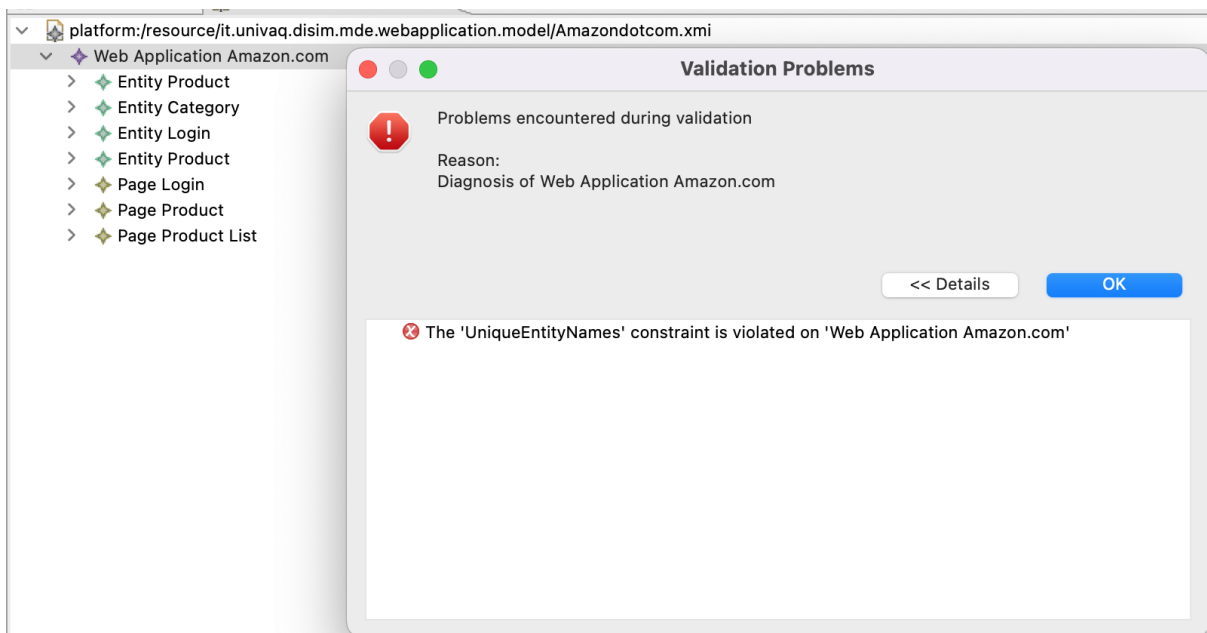 platform:/resource/it.univaq.disim.mde.webapplication.model/Amazondotcom.xmi
Web Application Amazon.com
Entity Product
Entity Category
Entity Login
Entity Product
Page Login
Page Product
Page Product List
Validation Problems
Problems encountered during validation
Reason:
Diagnosis of Web Application Amazon.com
<< Details
OK
The 'UniqueEntityNames' constraint is violated on 'Web Application Amazon.com'